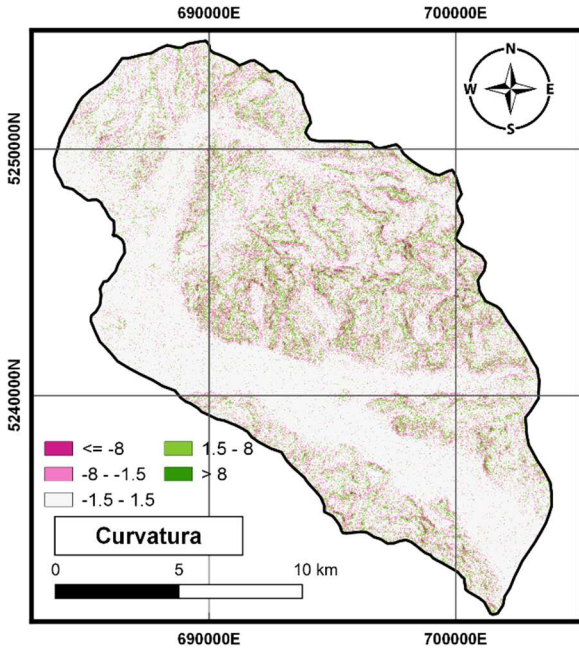 690000E 700000E
N
W E
S
5250000N
5240000N
<= -8 1.5 - 8
-8 - -1.5 > 8
-1.5 - 1.5
Curvatura
0 5 10 km
690000E 700000E